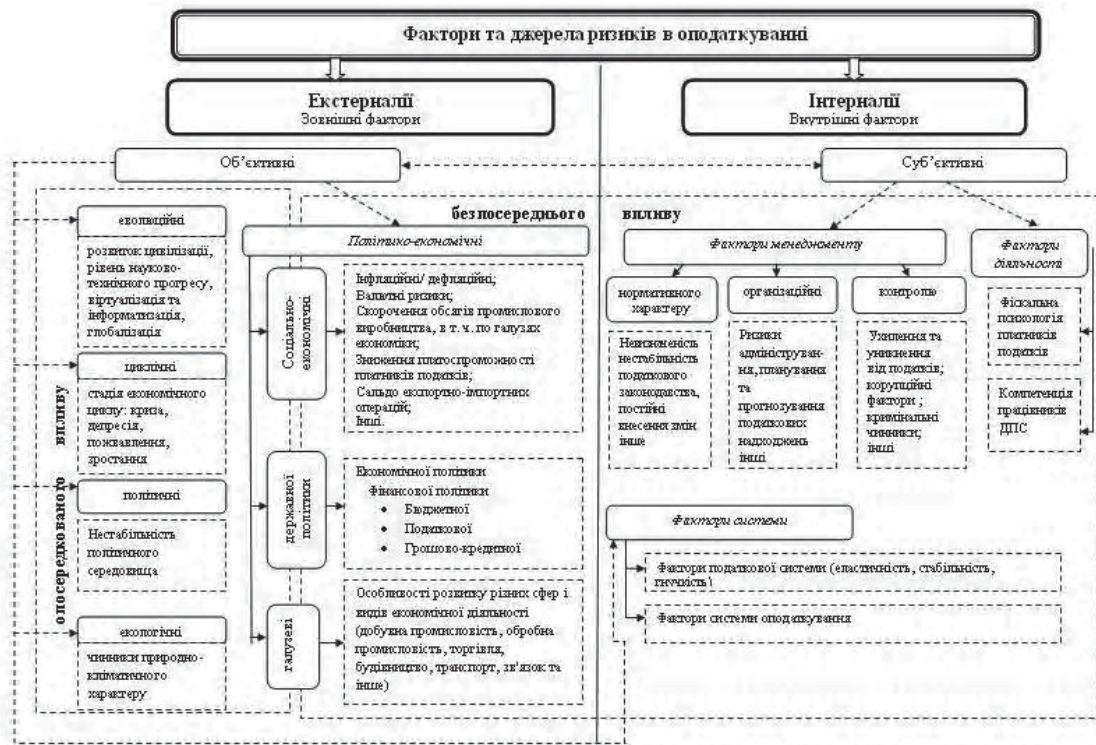 Фактори та джерела ризиків в оподаткуванні
Екстерналії
Зовнішні фактори
Інтерналії
Внутрішні фактори
Об’єктивні
Суб’єктивні
безпосереднього впливу
опосередкованого впливу
еволюційні
розвиток цивілізації,
рівень науково-
технічного прогресу,
віртуалізація та
інформатизація,
глобалізація
циклічні
стадія економічного
циклу: криза,
депресія,
пожвавлення,
зростання
політичні
Нестабільність
політичного
середовища
екологічні
чинники природно-
кліматичного
характеру
Політико-економічні
Соціально-
економічні
Інфляційні/ дефляційні;
Валютні ризики;
Скорочення обсягів промислового
виробництва, в т. ч. по галузях
економіки;
Зниження платоспроможності
платників податків;
Сальдо експортно-імпортних
операцій;
Інші.
державної
політики
Економічної політики
Фінансової політики
• Бюджетної
• Податкової
• Грошово-кредитної
галузеві
Особливості розвитку різних сфер і
видів економічної діяльності
(добувна промисловість, обробна
промисловість, торгівля,
будівництво, транспорт, зв'язок та
інше)
Фактори менеджменту
нормативного
характеру
Невизначеність
нестабільність
податкового
законодавства,
постійні
внесення змін
інше
організаційні
Ризики
адмініструван-
ня, планування
та
прогнозування
податкових
надходжень
інші
контролю
Ухилення та
уникнення
від податків;
корупційні
фактори ;
кримінальні
чинники;
інші
Фактори
діяльності
Фіскальна
психологія
платників
податків
Компетенція
працівників
ДПС
Фактори системи
Фактори податкової системи (еластичність, стабільність,
гнучкість)
Фактори системи оподаткування